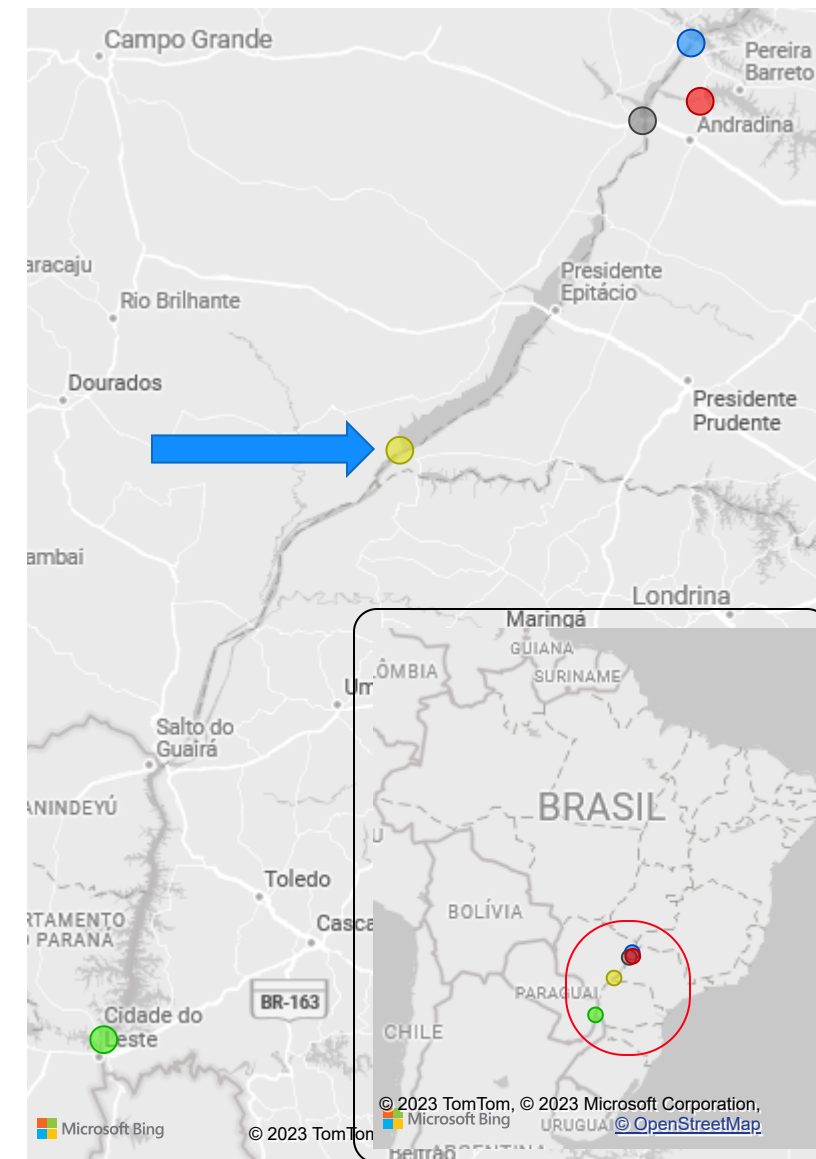 Campo Grande
Pereira
Barreto
Andradina
aracaju
Presidente
Epitácio
Rio Brilhante
Dourados
Presidente
Prudente
ambai
Londrina
Maringá
Um
Salto do
Guairá
ANINDEYÚ
Toledo
RTAMENTO
PARANÁ
Casca
BR-163
Cidade do
Leste
Microsoft Bing
© 2023 TomTom
GUIANA
ÔMBIA
SURINAME
BRASIL
U
BOLÍVIA
PARAGUAI
CHILE
© 2023 TomTom, © 2023 Microsoft Corporation,
Microsoft Bing
URUGUAI
© OpenStreetMap
Beltrão
ARGENTINA